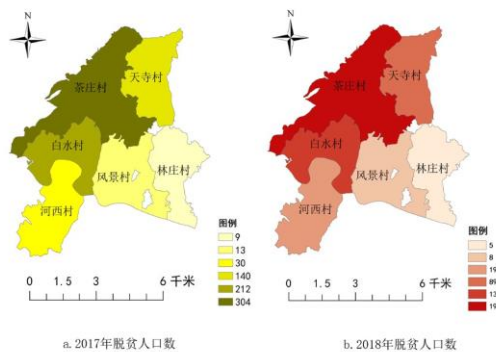 N
茶庄村
天寺村
白水村
风景村
林庄村
河西村
图例
9
13
30
140
212
304
0 1.5 3 6 千米
a. 2017年脱贫人口数
N
茶庄村
天寺村
白水村
风景村
林庄村
河西村
图例
5
8
19
89
13
19
0 1.5 3 6 千米
b. 2018年脱贫人口数